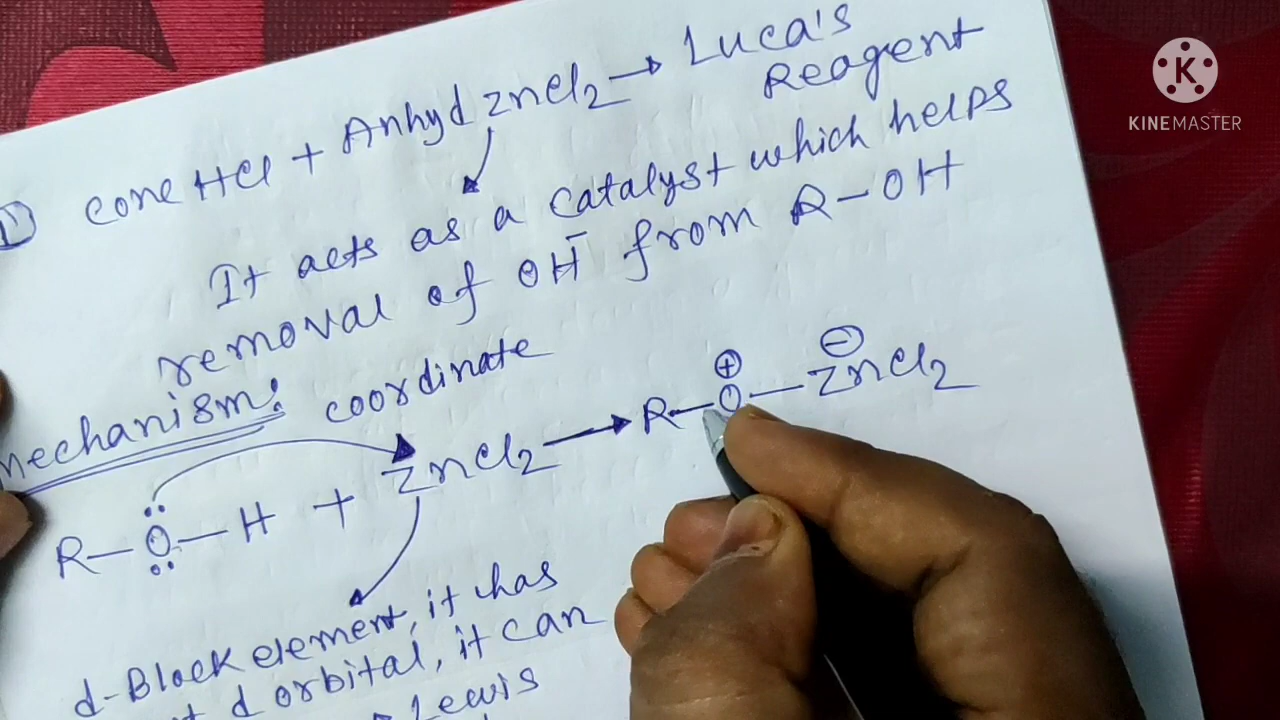 1) conc HCl + Anhyd ZnCl2 → Luca's Reagent
It acts as a catalyst which helps
removal of OH- from R-OH
mechanism: coordinate
R-O-H + ZnCl2 → R-O-ZnCl2
⊕ ⊖
d-Block element, it has
d orbital, it can
Lewis
KINEMASTER